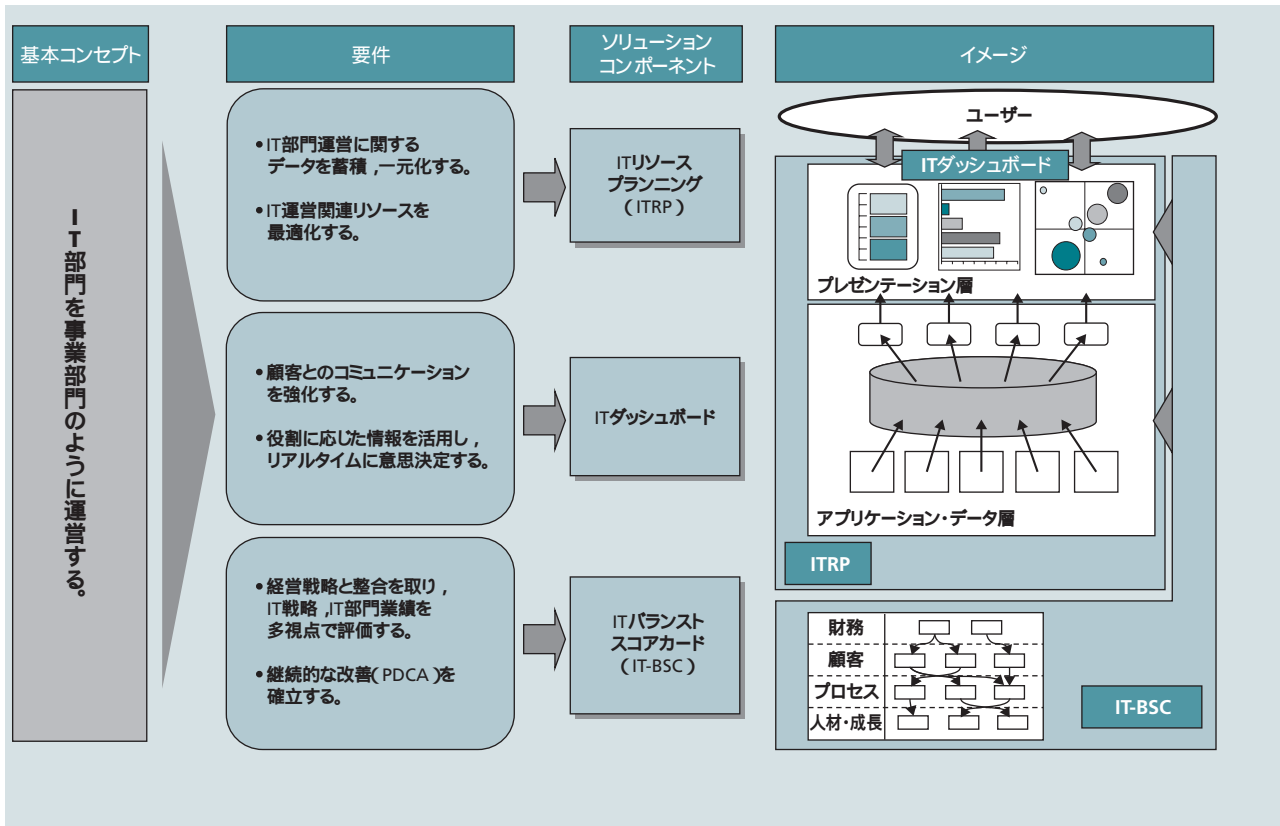 基本コンセプト
要件
ソリューション
コンポーネント
イメージ
IT部門を事業部門のように運営する。
•IT部門運営に関する
データを蓄積,一元化する。
•IT運営関連リソースを
最適化する。
ITリソース
プランニング
(ITRP)
•顧客とのコミュニケーション
を強化する。
•役割に応じた情報を活用し,
リアルタイムに意思決定する。
ITダッシュボード
•経営戦略と整合を取り,
IT戦略,IT部門業績を
多視点で評価する。
•継続的な改善(PDCA)を
確立する。
ITバランスト
スコアカード
(IT-BSC)
ユーザー
ITダッシュボード
プレゼンテーション層
アプリケーション・データ層
ITRP
財務
顧客
プロセス
人材・成長
IT-BSC